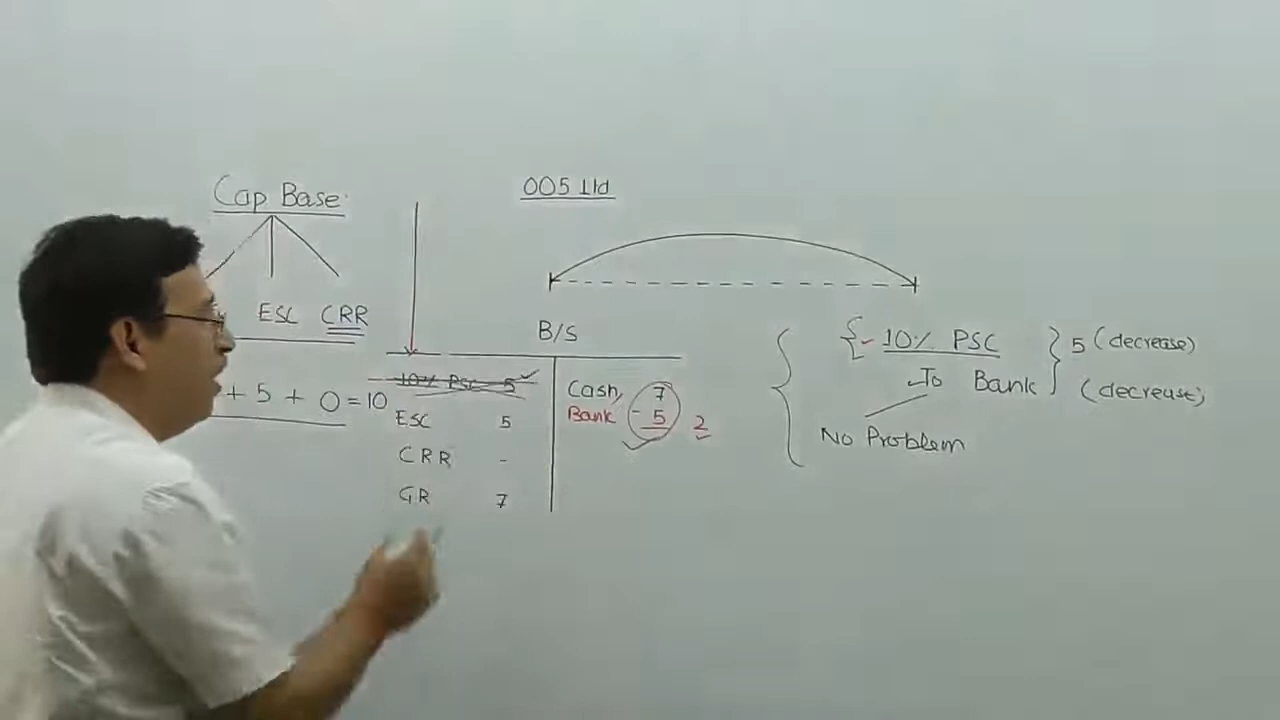 Cap Base
ESC CRR
+ 5 + 0 = 10
005 Ltd
B/S
10% PSC 5
ESC 5
CRR -
GR 7
Cash, 7
Bank - 5 2
- 10% PSC 5 (decrease)
To Bank (decrease)
No Problem